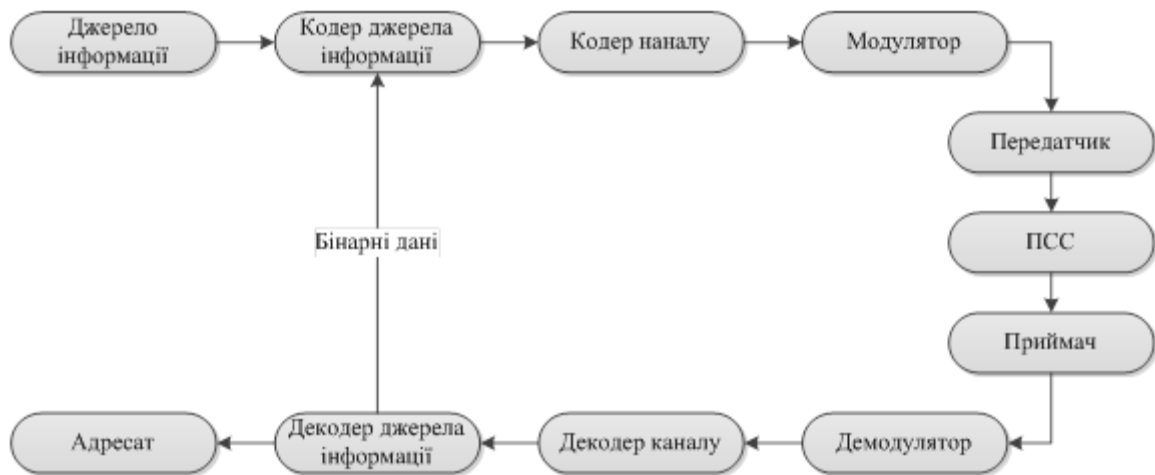 Джерело
інформації
Кодер джерела
інформації
Кодер наналу
Модулятор
Передатчик
ПСС
Бінарні дані
Приймач
Адресат
Декодер джерела
інформації
Декодер каналу
Демодулятор